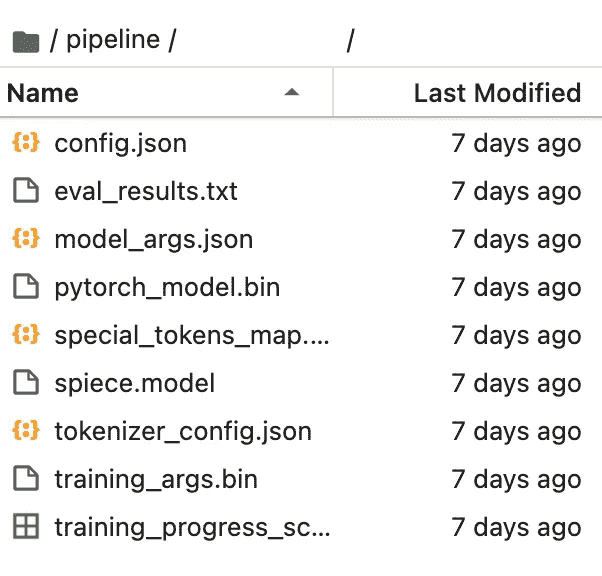 / pipeline / /
Name Last Modified
config.json 7 days ago
eval_results.txt 7 days ago
model_args.json 7 days ago
pytorch_model.bin 7 days ago
special_tokens_map.... 7 days ago
spiece.model 7 days ago
tokenizer_config.json 7 days ago
training_args.bin 7 days ago
training_progress_sc... 7 days ago